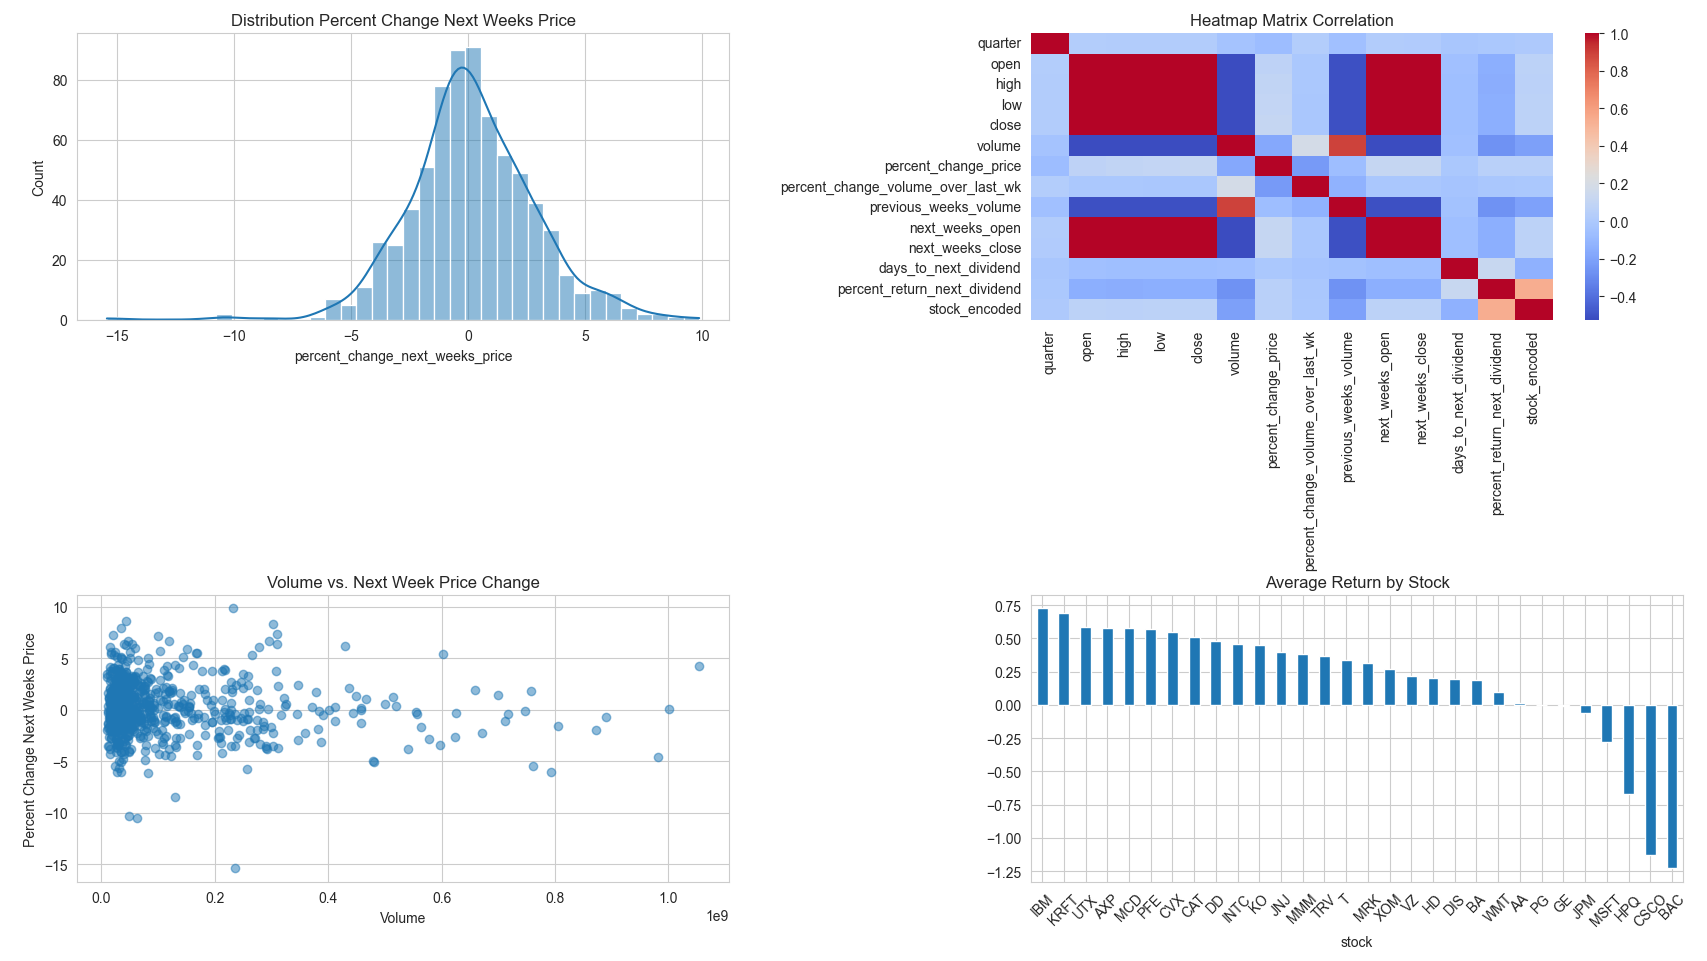 Distribution Percent Change Next Weeks Price
Count
80
60
40
20
0
−15
−10
−5
0
5
10
percent_change_next_weeks_price
Heatmap Matrix Correlation
quarter
open
high
low
close
volume
percent_change_price
percent_change_volume_over_last_wk
previous_weeks_volume
next_weeks_open
next_weeks_close
days_to_next_dividend
percent_return_next_dividend
stock_encoded
quarter
open
high
low
close
volume
percent_change_price
percent_change_volume_over_last_wk
previous_weeks_volume
next_weeks_open
next_weeks_close
days_to_next_dividend
percent_return_next_dividend
stock_encoded
1.0
0.8
0.6
0.4
0.2
0.0
−0.2
−0.4
Volume vs. Next Week Price Change
Percent Change Next Weeks Price
10
5
0
−5
−10
−15
0.0
0.2
0.4
0.6
0.8
1.0
1e9
Volume
Average Return by Stock
0.75
0.50
0.25
0.00
−0.25
−0.50
−0.75
−1.00
−1.25
IBM
KRFT
UTX
AXP
MCD
PFE
CVX
CAT
DD
INTC
KO
JNJ
MMM
TRV
T
MRK
XOM
VZ
HD
DIS
BA
WMT
AA
PG
GE
JPM
MSFT
HPQ
CSCO
BAC
stock